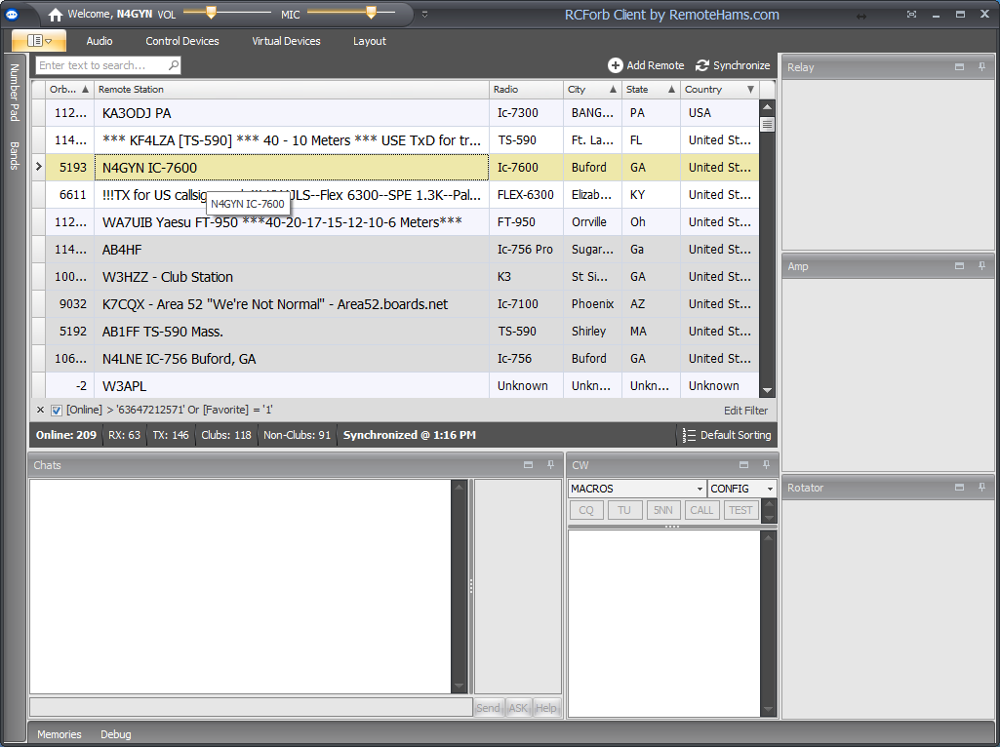 Welcome, N4GYN VOL MIC RCForb Client by RemoteHams.com
Audio Control Devices Virtual Devices Layout
Number Pad
Bands
Enter text to search... Add Remote Synchronize
Orb... Remote Station Radio City State Country
112... KA3ODJ PA Ic-7300 BANG... PA USA
114... *** KF4LZA [TS-590] *** 40 - 10 Meters *** USE TxD for tr... TS-590 Ft. La... FL United St...
5193 N4GYN IC-7600 Ic-7600 Buford GA United St...
6611 !!!TX for US callsign JLS--Flex 6300--SPE 1.3K--Pal... FLEX-6300 Elizab... KY United St...
N4GYN IC-7600
112... WA7UIB Yaesu FT-950 ***40-20-17-15-12-10-6 Meters*** FT-950 Orrville Oh United St...
114... AB4HF Ic-756 Pro Sugar... Ga United St...
100... W3HZZ - Club Station K3 St Si... GA United St...
9032 K7CQX - Area 52 "We're Not Normal" - Area52.boards.net Ic-7100 Phoenix AZ United St...
5192 AB1FF TS-590 Mass. TS-590 Shirley MA United St...
106... N4LNE IC-756 Buford, GA Ic-756 Buford GA United St...
-2 W3APL Unknown Unkn... Unkn... Unknown
[Online] > '63647212571' Or [Favorite] = '1' Edit Filter
Online: 209 RX: 63 TX: 146 Clubs: 118 Non-Clubs: 91 Synchronized @ 1:16 PM Default Sorting
Relay
Amp
Rotator
Chats
Send ASK Help
CW
MACROS CONFIG
CQ TU 5NN CALL TEST
Memories Debug